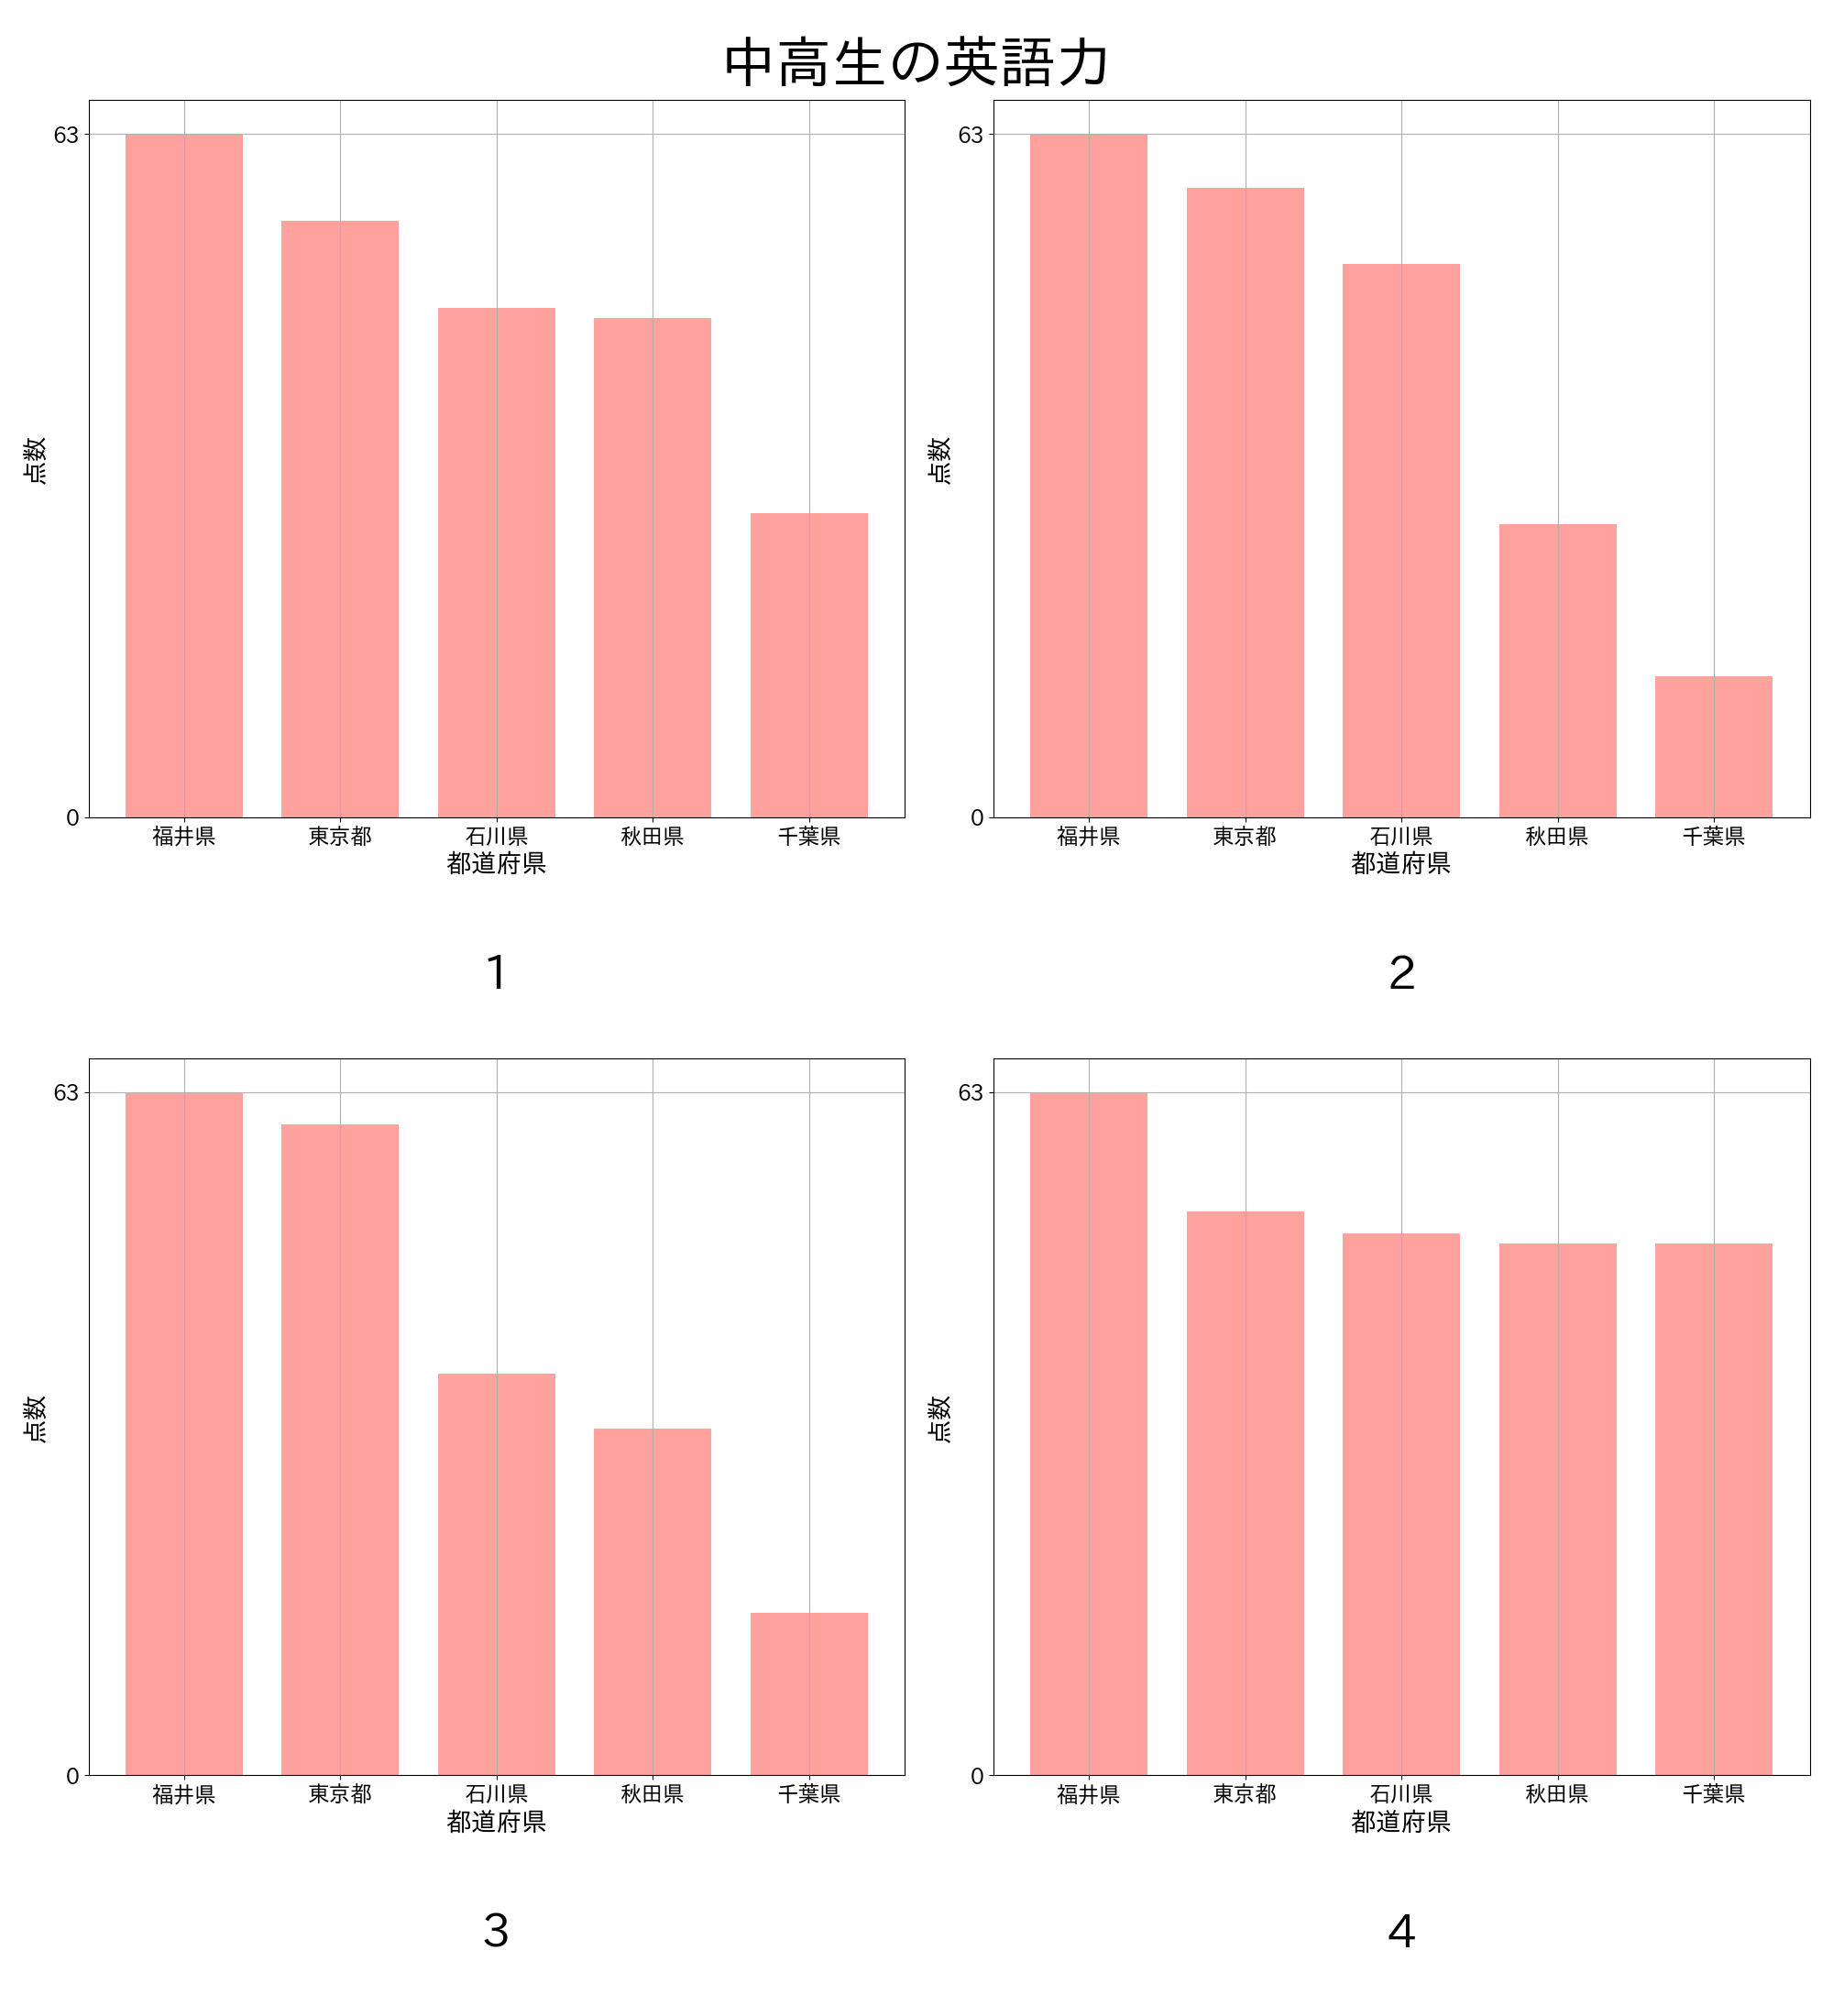 中高生の英語力
63
点数
0
福井県 東京都 石川県 秋田県 千葉県
都道府県
1
63
点数
0
福井県 東京都 石川県 秋田県 千葉県
都道府県
2
63
点数
0
福井県 東京都 石川県 秋田県 千葉県
都道府県
3
63
点数
0
福井県 東京都 石川県 秋田県 千葉県
都道府県
4